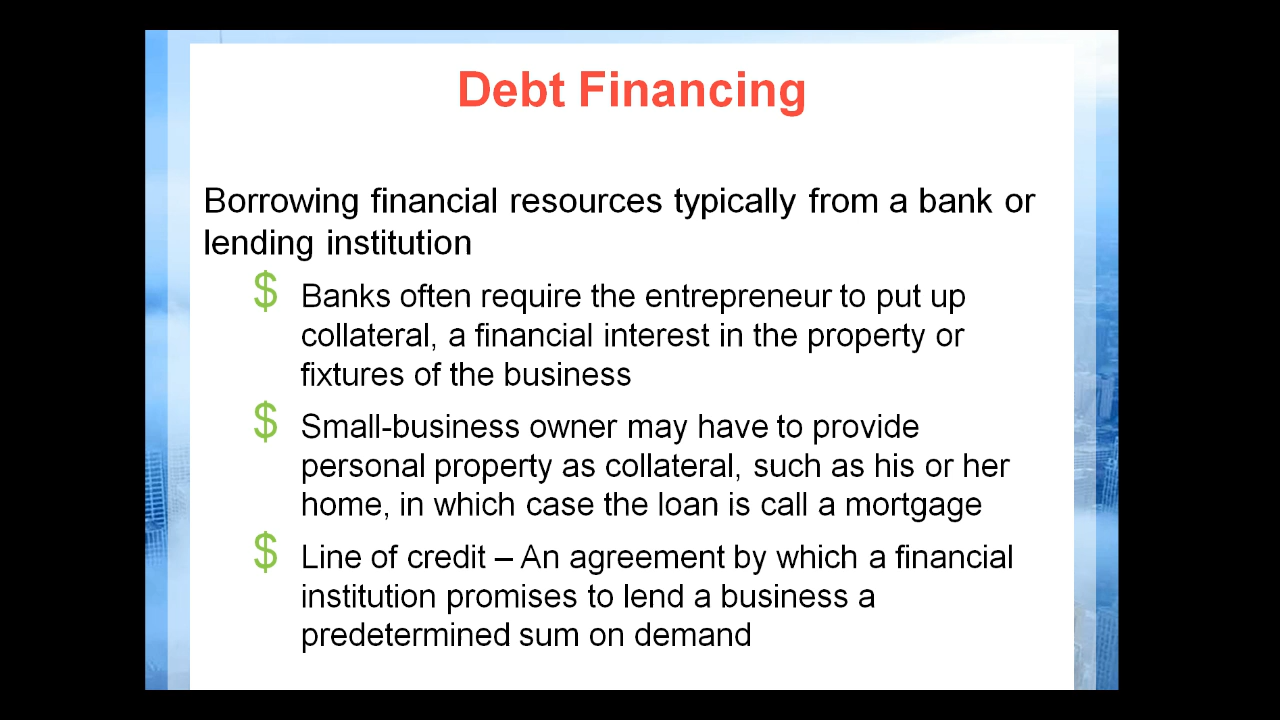 Debt Financing
Borrowing financial resources typically from a bank or
lending institution
$ Banks often require the entrepreneur to put up
collateral, a financial interest in the property or
fixtures of the business
$ Small-business owner may have to provide
personal property as collateral, such as his or her
home, in which case the loan is call a mortgage
$ Line of credit – An agreement by which a financial
institution promises to lend a business a
predetermined sum on demand